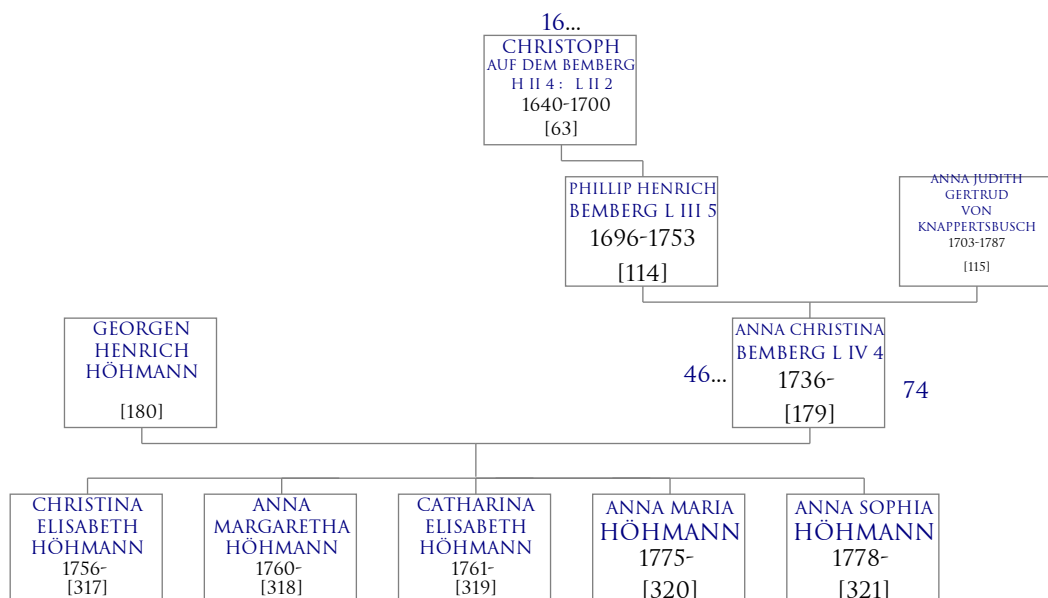 16...
CHRISTOPH
AUF DEM BEMBERG
H II 4 : L II 2
1640-1700
[63]
PHILLIP HENRICH
BEMBERG L III 5
1696-1753
[114]
ANNA JUDITH
GERTRUD
VON
KNAPPERTSBUSCH
1703-1787
[115]
GEORGEN
HENRICH
HÖHMANN
[180]
46...
ANNA CHRISTINA
BEMBERG L IV 4
1736-
[179]
74
CHRISTINA
ELISABETH
HÖHMANN
1756-
[317]
ANNA
MARGARETHA
HÖHMANN
1760-
[318]
CATHARINA
ELISABETH
HÖHMANN
1761-
[319]
ANNA MARIA
HÖHMANN
1775-
[320]
ANNA SOPHIA
HÖHMANN
1778-
[321]